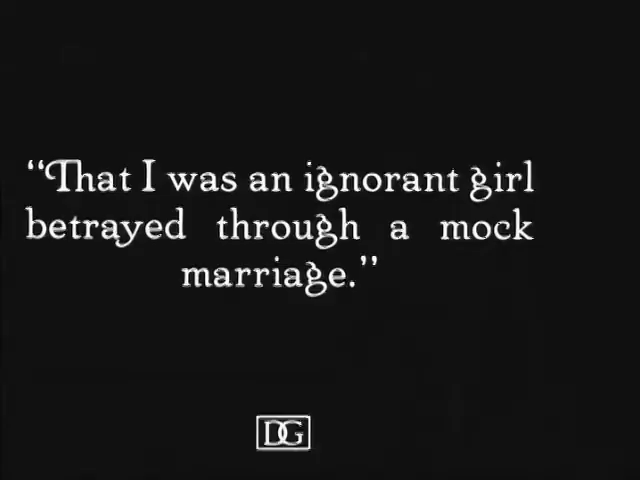 “That I was an ignorant girl
betrayed through a mock
marriage.”
DG